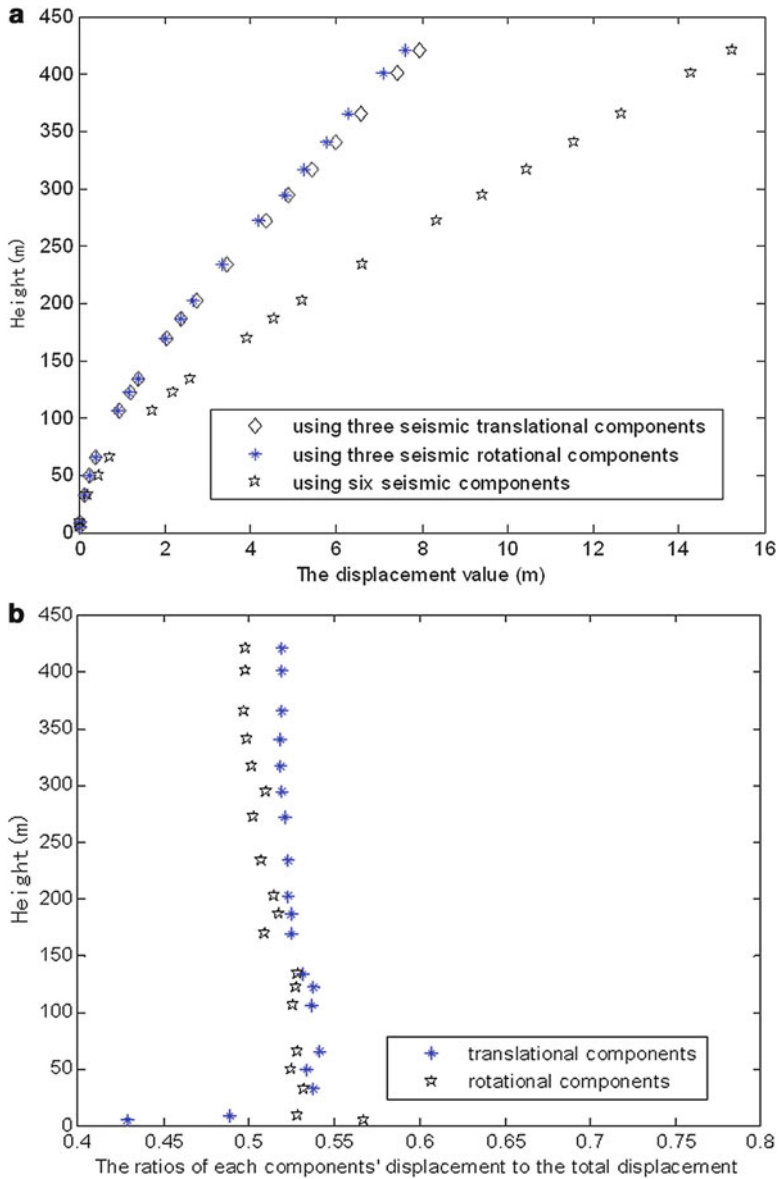 a
450
400
350
300
250
200
150
100
50
0
Height(m)
using three seismic translational components
using three seismic rotational components
using six seismic components
0 2 4 6 8 10 12 14 16
The displacement value (m)
b
450
400
350
300
250
200
150
100
50
0
Height(m)
translational components
rotational components
0.4 0.45 0.5 0.55 0.6 0.65 0.7 0.75 0.8
The ratios of each components' displacement to the total displacement